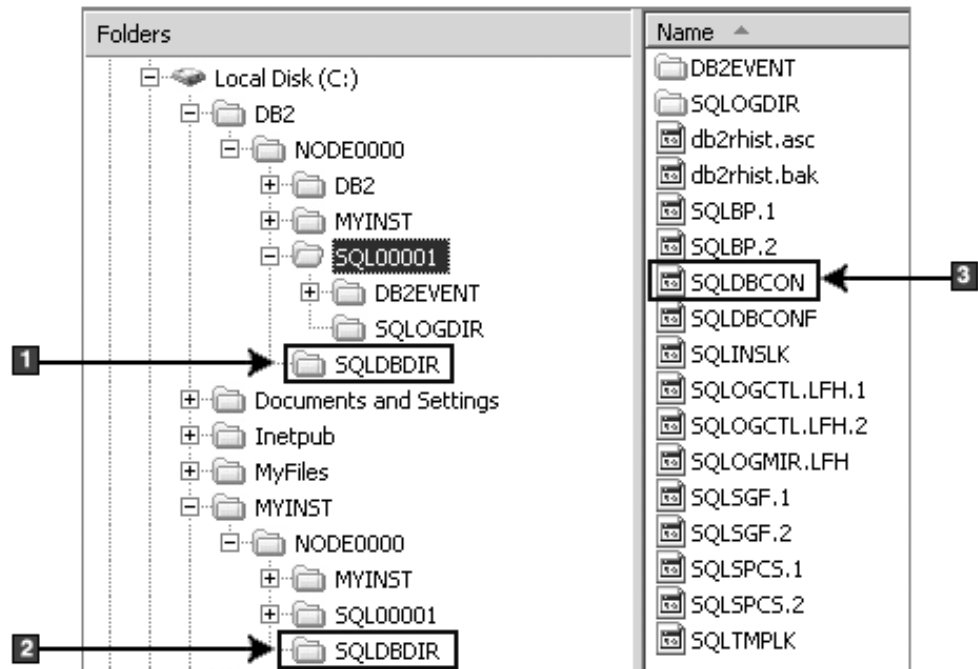 Folders
Local Disk (C:)
DB2
NODE0000
DB2
MYINST
SQL00001
DB2EVENT
SQLOGDIR
1
SQLDBDIR
Documents and Settings
Inetpub
MyFiles
MYINST
NODE0000
MYINST
SQL00001
2
SQLDBDIR
Name
DB2EVENT
SQLOGDIR
db2rhist.asc
db2rhist.bak
SQLBP.1
SQLBP.2
SQLDBCON
3
SQLDBCONF
SQLINSLK
SQLOGCTL.LFH.1
SQLOGCTL.LFH.2
SQLOGMIR.LFH
SQLSGF.1
SQLSGF.2
SQLSPCS.1
SQLSPCS.2
SQLTMPLK